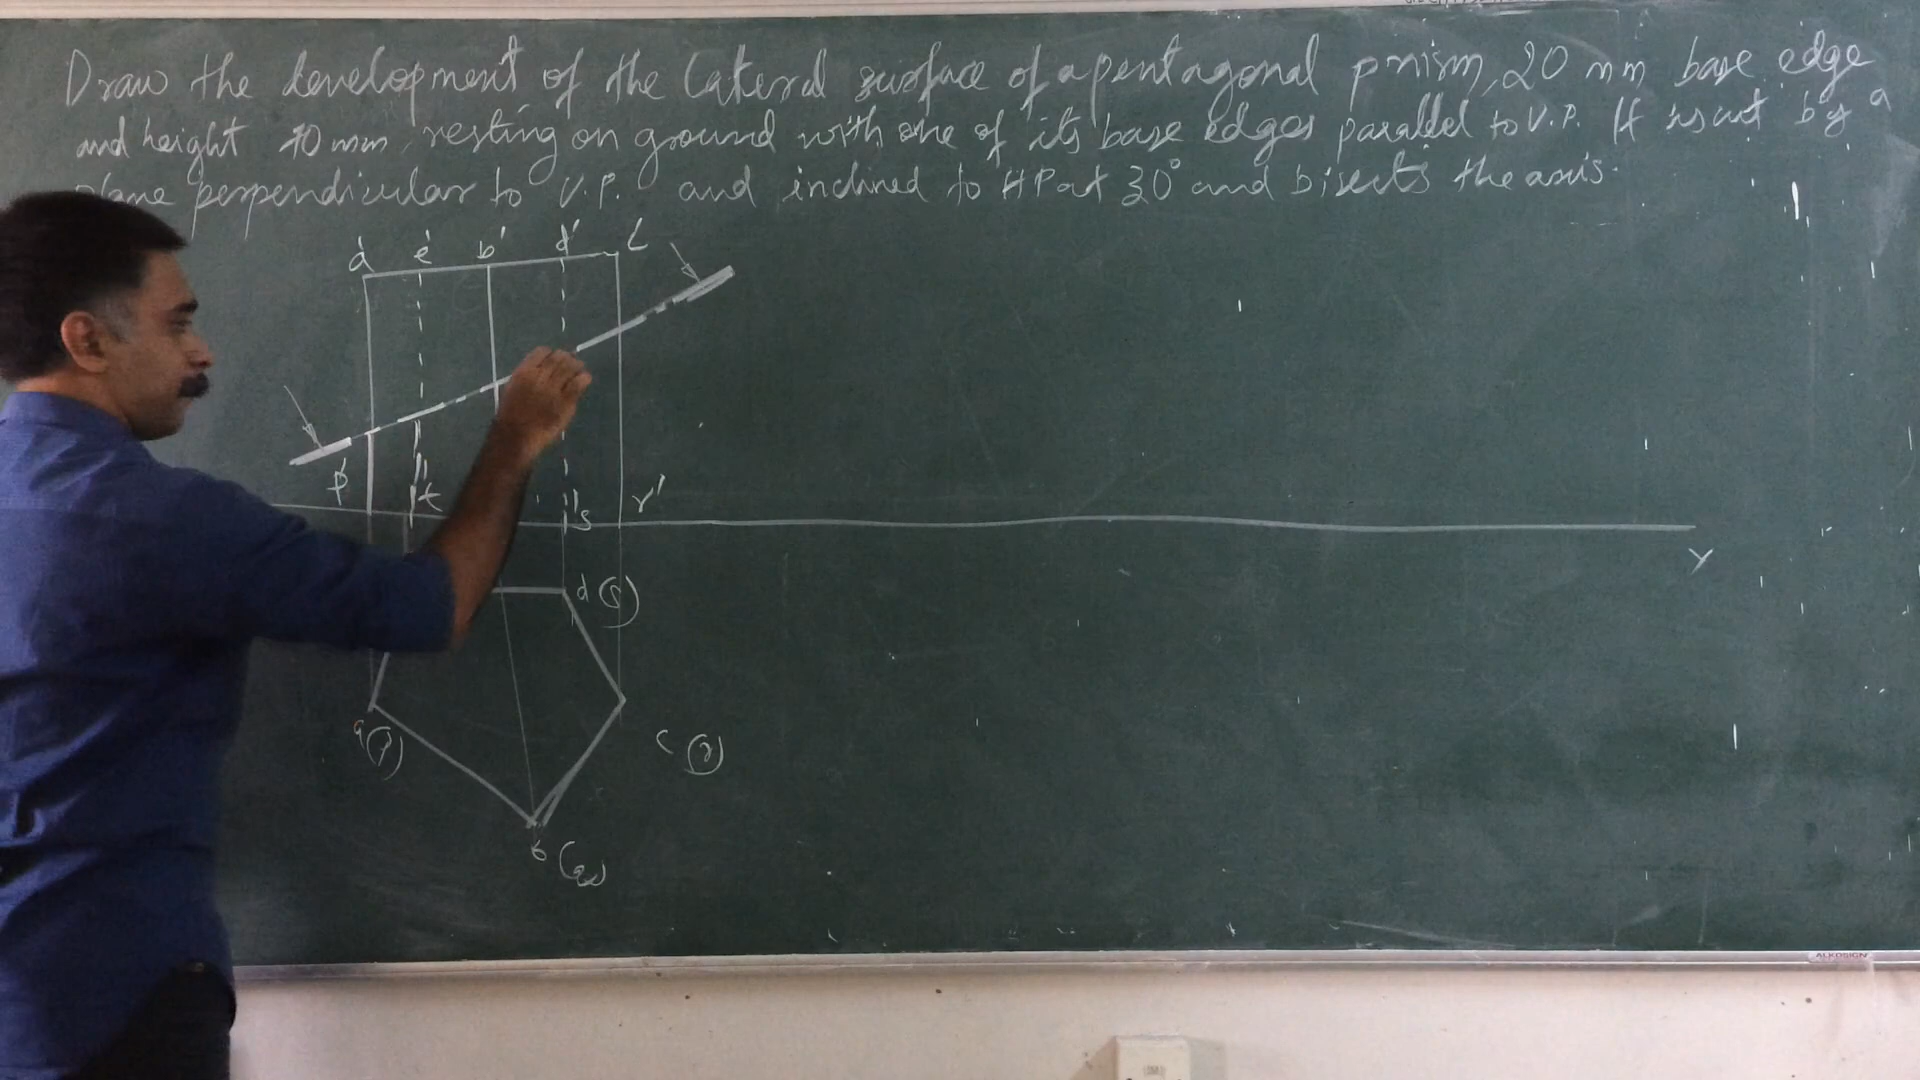 Draw the development of the lateral surface of a pentagonal prism, 20 mm base edge
and height 40 mm, resting on ground with one of its base edges parallel to V.P. It is cut by a
plane perpendicular to V.P. and inclined to HP at 30° and bisects the axis.
a' e' b' d' c'
p' t' s' r'
Y
d (s)
a (p) c (r)
b (q)
ALKOSIGN